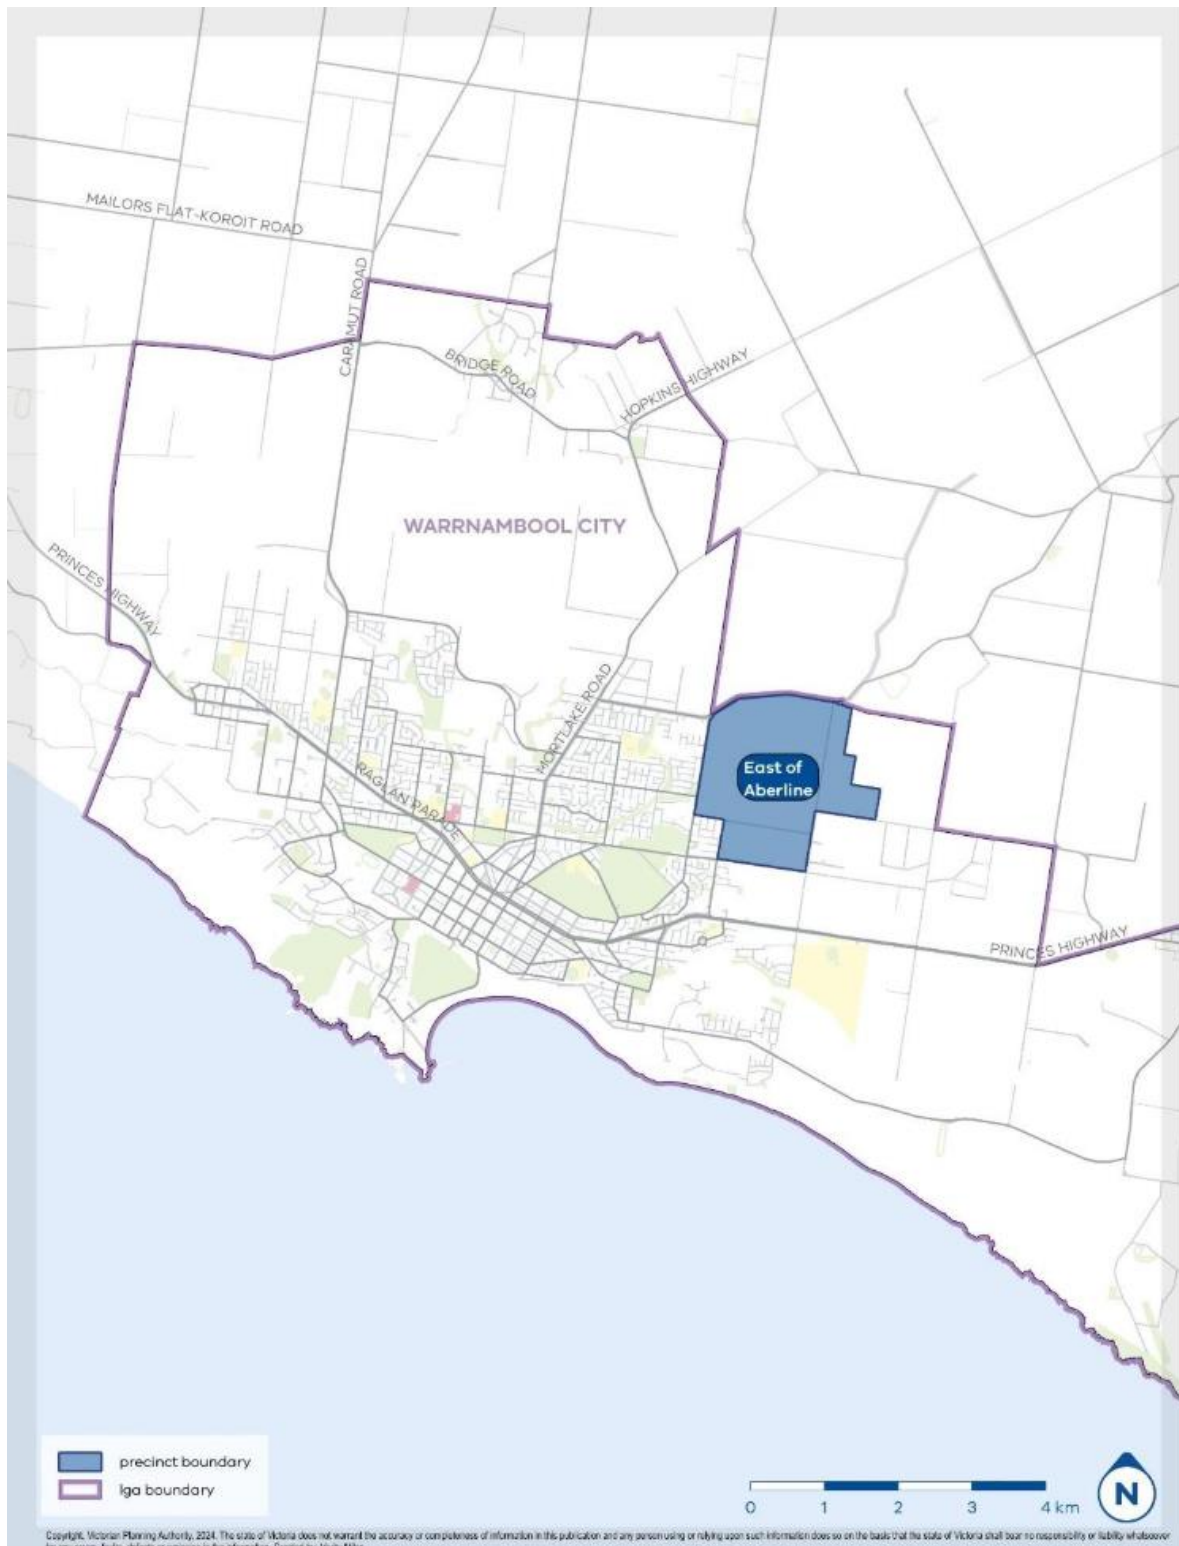 MAILORS FLAT-KOROIT ROAD
CARAMUT ROAD
BRIDGE ROAD
HOPKINS HIGHWAY
WARRNAMBOOL CITY
PRINCES HIGHWAY
MORTLAKE ROAD
RAGLAN PARADE
East of
Aberline
PRINCES HIGHWAY
precinct boundary
lga boundary
0 1 2 3 4 km
N
Copyright, Victorian Planning Authority, 2024. The state of Victoria does not warrant the accuracy or completeness of information in this publication and any person using or relying upon such information does so on the basis that the state of Victoria shall bear no responsibility or liability whatsoever